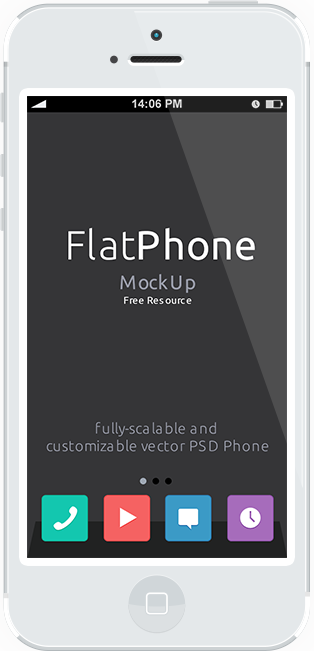 14:06 PM
FlatPhone
MockUp
Free Resource
fully-scalable and
customizable vector PSD Phone